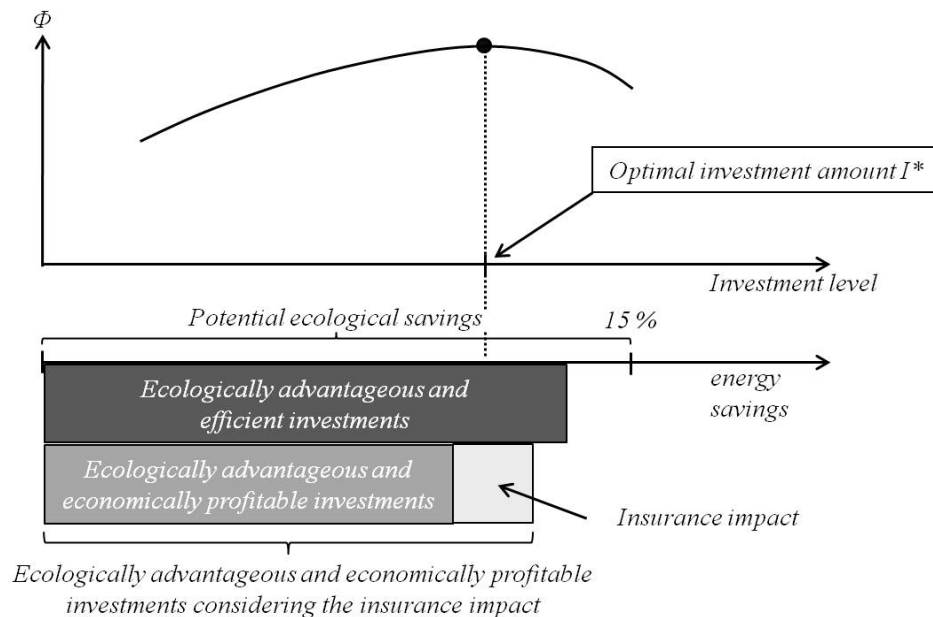 Φ
Optimal investment amount I*
Investment level
Potential ecological savings
15 %
energy
savings
Ecologically advantageous and
efficient investments
Ecologically advantageous and
economically profitable investments
Insurance impact
Ecologically advantageous and economically profitable
investments considering the insurance impact